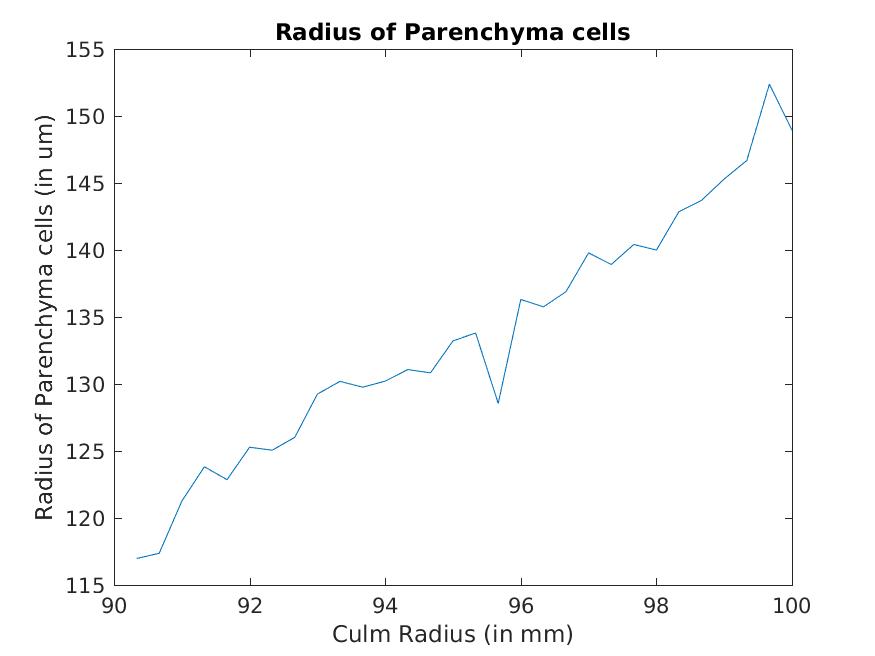 Radius of Parenchyma cells
155
150
145
140
135
130
125
120
115
Radius of Parenchyma cells (in um)
90 92 94 96 98 100
Culm Radius (in mm)